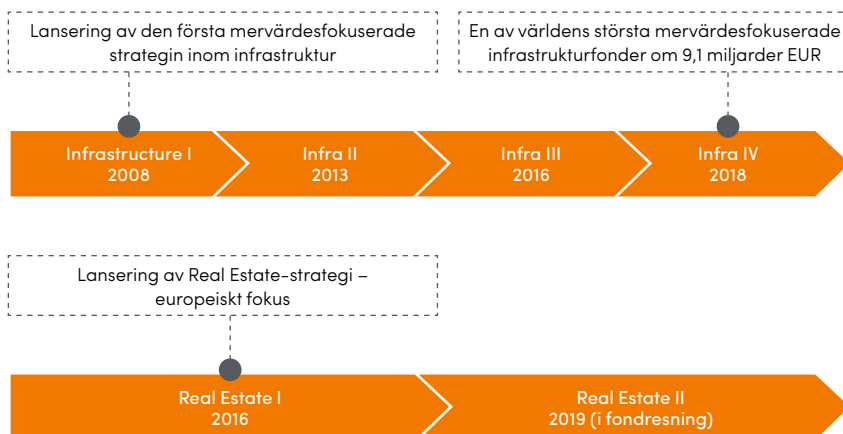 Lansering av den första mervärdesfokuserade
strategin inom infrastruktur
En av världens största mervärdesfokuserade
infrastrukturfonder om 9,1 miljarder EUR
Infrastructure I
2008
Infra II
2013
Infra III
2016
Infra IV
2018
Lansering av Real Estate-strategi –
europeiskt fokus
Real Estate I
2016
Real Estate II
2019 (i fondresning)